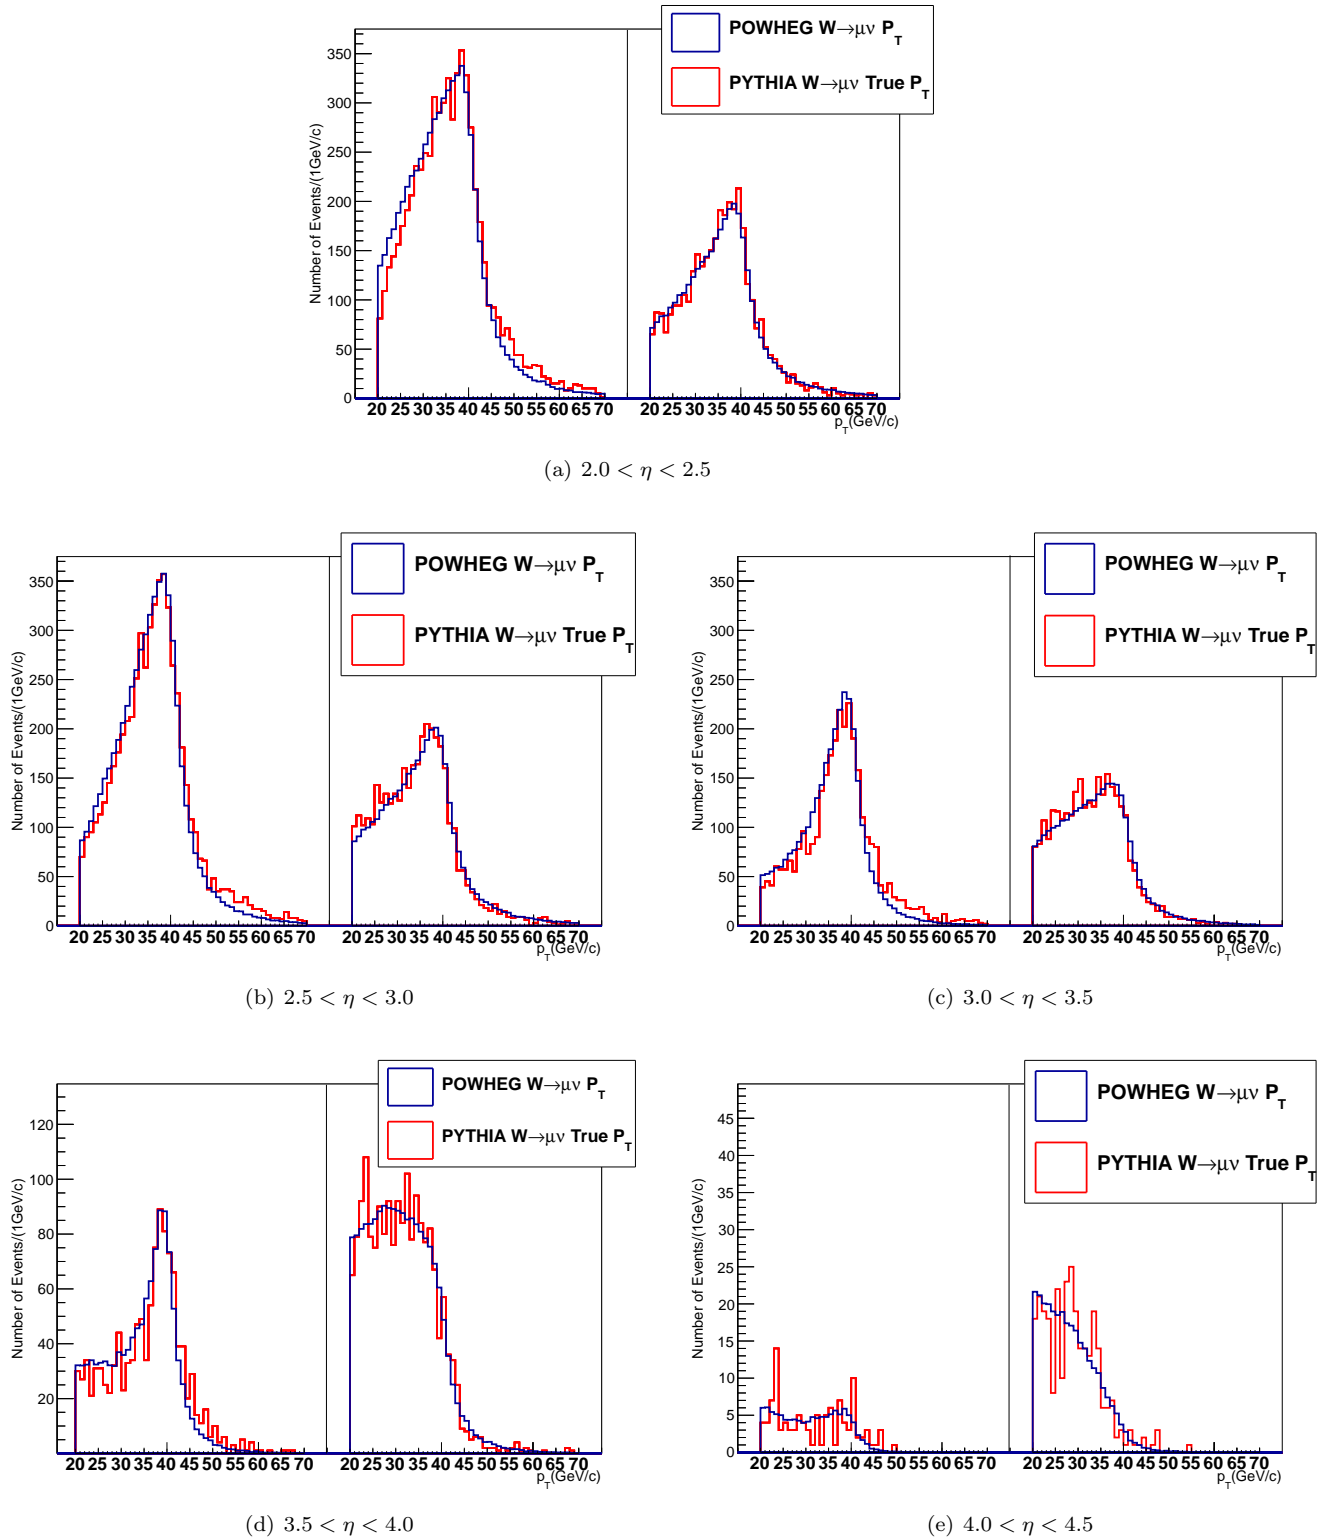 POWHEG W→μν P_T
PYTHIA W→μν True P_T
Number of Events/(1GeV/c)
350
300
250
200
150
100
50
0
20 25 30 35 40 45 50 55 60 65 70 20 25 30 35 40 45 50 55 60 65 70
p_T(GeV/c)
(a) 2.0 < η < 2.5
POWHEG W→μν P_T
PYTHIA W→μν True P_T
Number of Events/(1GeV/c)
350
300
250
200
150
100
50
0
20 25 30 35 40 45 50 55 60 65 70 20 25 30 35 40 45 50 55 60 65 70
p_T(GeV/c)
(b) 2.5 < η < 3.0
POWHEG W→μν P_T
PYTHIA W→μν True P_T
Number of Events/(1GeV/c)
350
300
250
200
150
100
50
0
20 25 30 35 40 45 50 55 60 65 70 20 25 30 35 40 45 50 55 60 65 70
p_T(GeV/c)
(c) 3.0 < η < 3.5
POWHEG W→μν P_T
PYTHIA W→μν True P_T
Number of Events/(1GeV/c)
120
100
80
60
40
20
20 25 30 35 40 45 50 55 60 65 70 20 25 30 35 40 45 50 55 60 65 70
p_T(GeV/c)
(d) 3.5 < η < 4.0
POWHEG W→μν P_T
PYTHIA W→μν True P_T
Number of Events/(1GeV/c)
45
40
35
30
25
20
15
10
5
0
20 25 30 35 40 45 50 55 60 65 70 20 25 30 35 40 45 50 55 60 65 70
p_T(GeV/c)
(e) 4.0 < η < 4.5